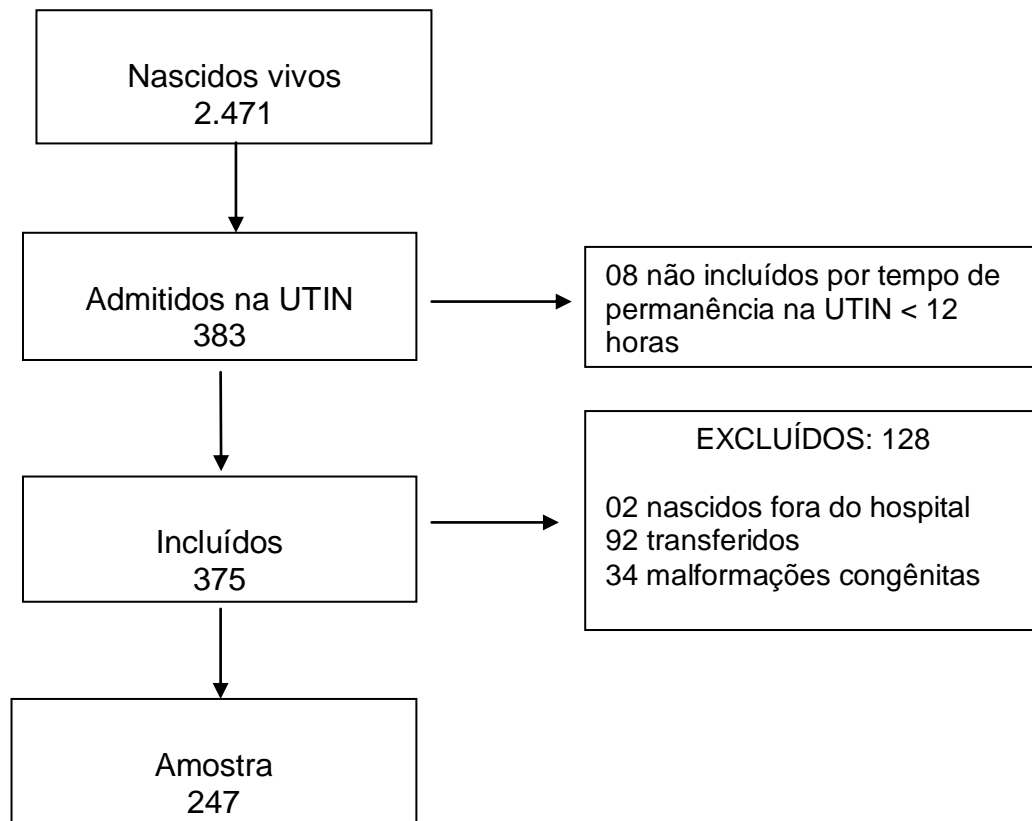 Nascidos vivos
2.471
Admitidos na UTIN
383
08 não incluídos por tempo de
permanência na UTIN < 12
horas
EXCLUÍDOS: 128
02 nascidos fora do hospital
92 transferidos
34 malformações congênitas
Incluídos
375
Amostra
247